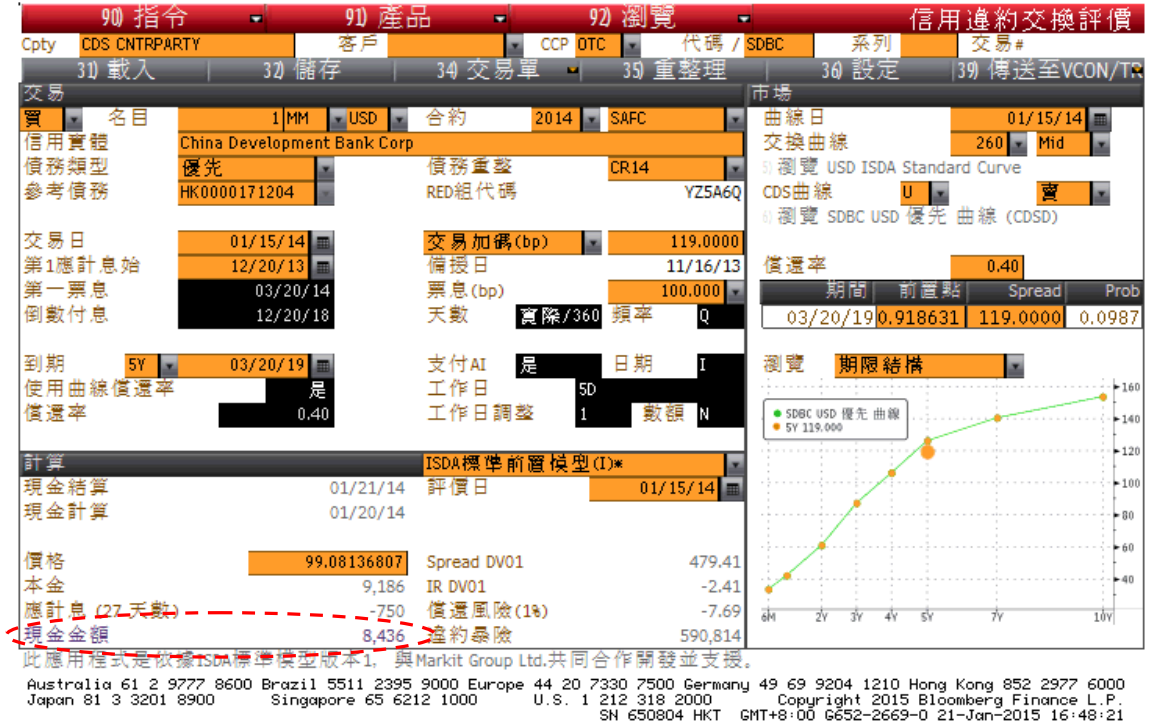 90) 指令 91) 產品 92) 瀏覽 信用違約交換評價
Cpty CDS CNTRPARTY 客戶 CCP OTC 代碼 / SDBC 系列 交易#
31) 載入 32) 儲存 34) 交易單 35) 重整理 36) 設定 39) 傳送至VCON/TR
交易 市場
買 名目 1 MM USD 合約 2014 SAFC 曲線日 01/15/14
信用實體 China Development Bank Corp 交換曲線 260 Mid
債務類型 優先 債務重整 CR14 5) 瀏覽 USD ISDA Standard Curve
參考債務 HK0000171204 RED組代碼 YZ5A6Q CDS曲線 U 賣
6) 瀏覽 SDBC USD 優先 曲線 (CDSD)
交易日 01/15/14 交易加碼(bp) 119.0000
第1應計息始 12/20/13 備援日 11/16/13 償還率 0.40
第一票息 03/20/14 票息(bp) 100.000 期間 前置點 Spread Prob
倒數付息 12/20/18 天數 實際/360 頻率 Q 03/20/19 0.918631 119.0000 0.0987
到期 5Y 03/20/19 支付AI 是 日期 I 瀏覽 期限結構
使用曲線償還率 是 工作日 5D
償還率 0.40 工作日調整 1 數額 N
SDBC USD 優先 曲線
5Y 119.000
160
140
120
100
80
60
40
6M 2Y 3Y 4Y 5Y 7Y 10Y
計算 ISDA標準前置模型(I)*
現金結算 01/21/14 評價日 01/15/14
現金計算 01/20/14
價格 99.08136807 Spread DV01 479.41
本金 9,186 IR DV01 -2.41
應計息 (27 天數) -750 償還風險(1%) -7.69
現金金額 8,436 違約暴險 590,814
此應用程式是依據ISDA標準模型版本1, 與Markit Group Ltd.共同合作開發並支援。
Australia 61 2 9777 8600 Brazil 5511 2395 9000 Europe 44 20 7330 7500 Germany 49 69 9204 1210 Hong Kong 852 2977 6000
Japan 81 3 3201 8900 Singapore 65 6212 1000 U.S. 1 212 318 2000 Copyright 2015 Bloomberg Finance L.P.
SN 650804 HKT GMT+8:00 G652-2669-0 21-Jan-2015 16:48:21